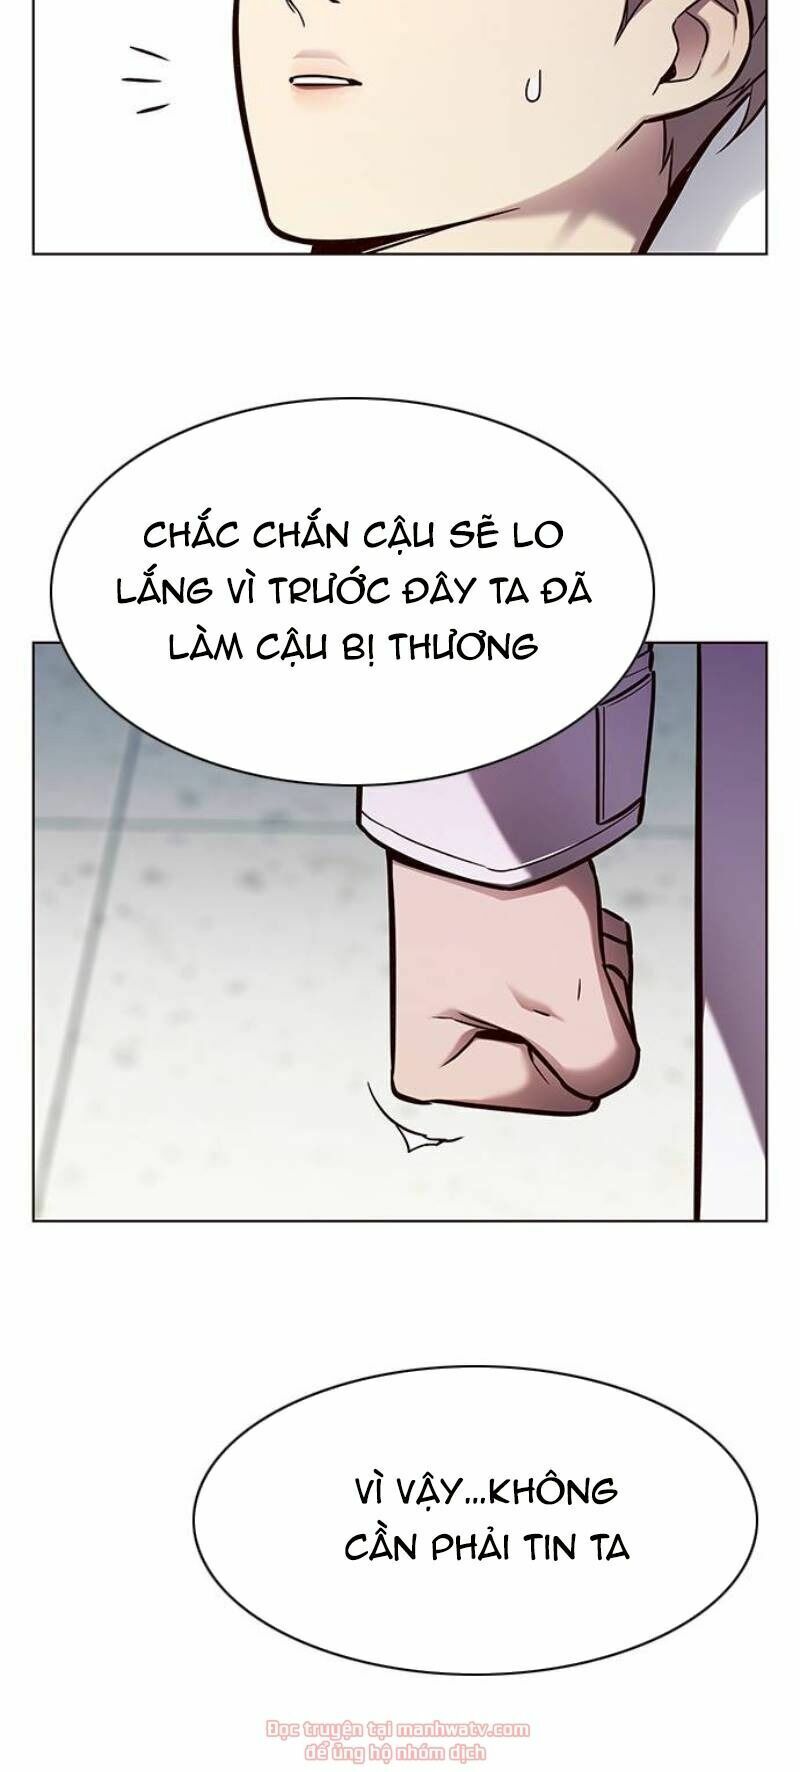 CHẮC CHẮN CẬU SẼ LO
LẮNG VÌ TRƯỚC ĐÂY TA ĐÃ
LÀM CẬU BỊ THƯƠNG
VÌ VẬY...KHÔNG
CẦN PHẢI TIN TA
Đọc truyện tại manhwatv.com
để ủng hộ nhóm dịch